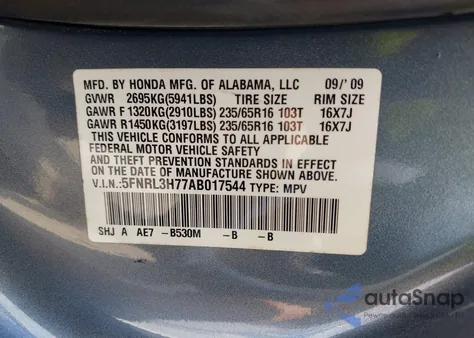 MFD. BY HONDA MFG. OF ALABAMA, LLC 09/'09
GVWR 2695KG(5941LBS) TIRE SIZE RIM SIZE
GAWR F 1320KG(2910LBS) 235/65R16 103T 16X7J
GAWR R1450KG(3197LBS) 235/65R16 103T 16X7J
THIS VEHICLE CONFORMS TO ALL APPLICABLE
FEDERAL MOTOR VEHICLE SAFETY
AND THEFT PREVENTION STANDARDS IN EFFECT
ON THE DATE OF MANUFACTURE SHOWN ABOVE.
V.I.N.:5FNRL3H77AB017544 TYPE: MPV
SHJ A AE7 -B530M -B -B
autoSnap